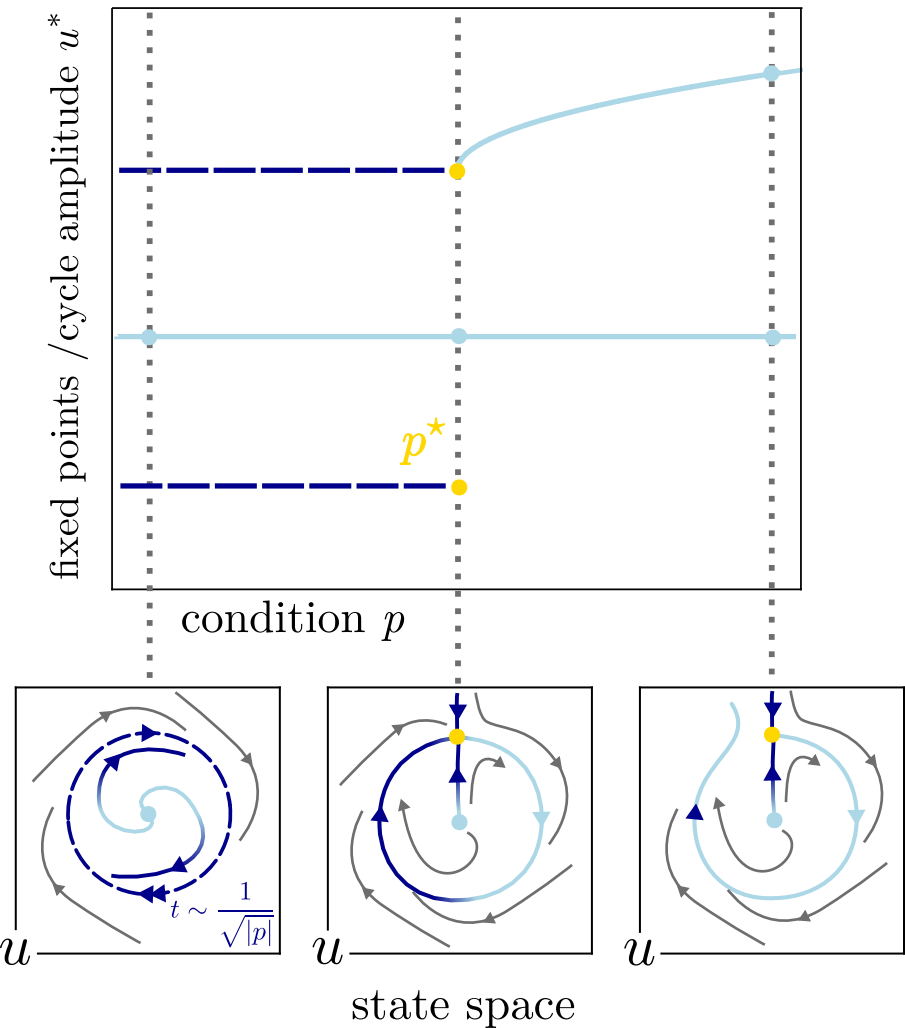 fixed points /cycle amplitude u*
p⋆
condition p
t ∼ 1/√|p|
u
u
u
state space